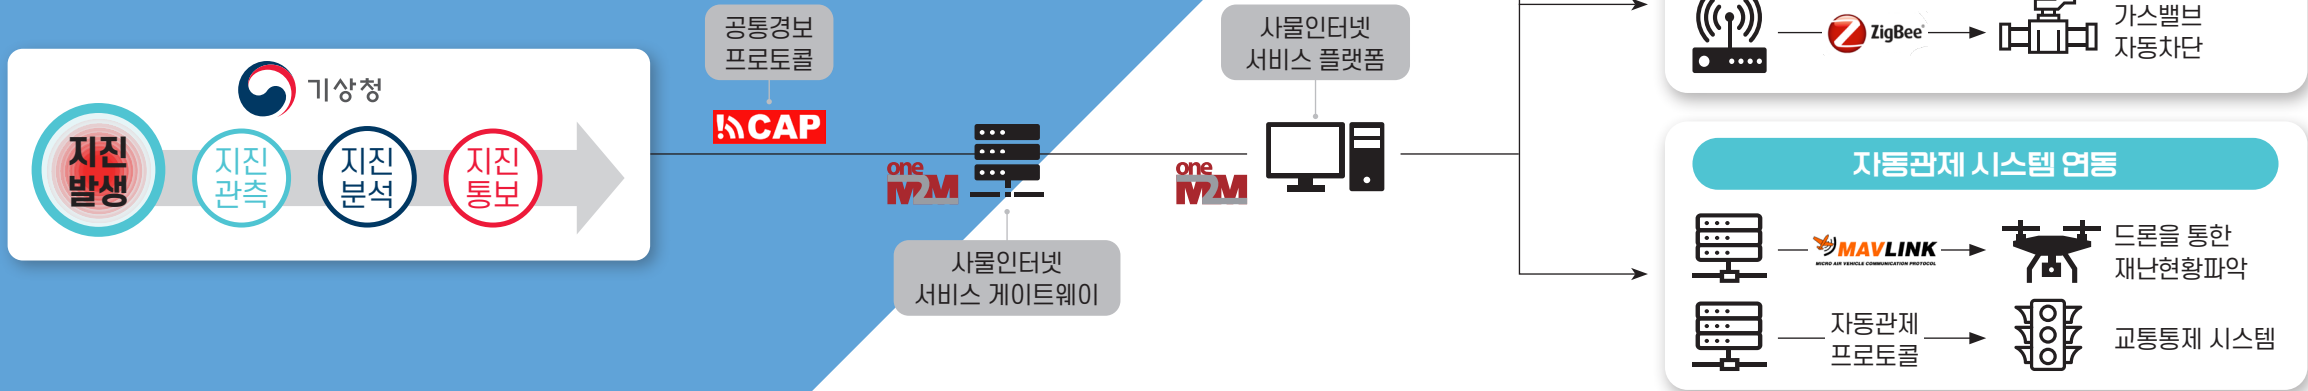 기상청
지진
발생
지진
관측
지진
분석
지진
통보
공통경보
프로토콜
CAP
one
M2M
사물인터넷
서비스 게이트웨이
사물인터넷
서비스 플랫폼
one
M2M
ZigBee
가스밸브
자동차단
자동관제 시스템 연동
MAVLINK
MICRO AIR VEHICLE COMMUNICATION PROTOCOL
드론을 통한
재난현황파악
자동관제
프로토콜
교통통제 시스템